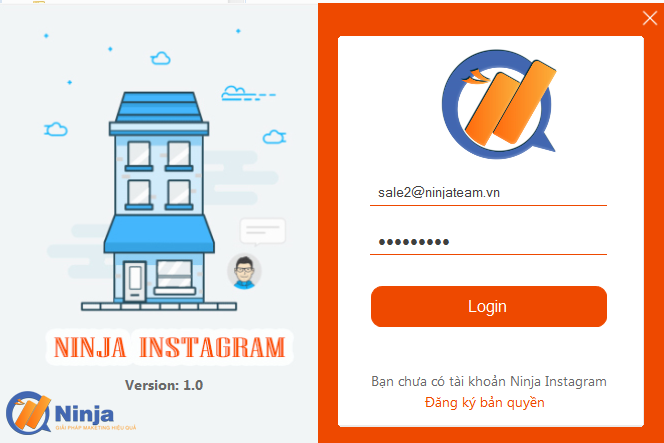 NINJA INSTAGRAM
Version: 1.0
Ninja
GIẢI PHÁP MARKETING HIỆU QUẢ
sale2@ninjateam.vn
Login
Bạn chưa có tài khoản Ninja Instagram
Đăng ký bản quyền